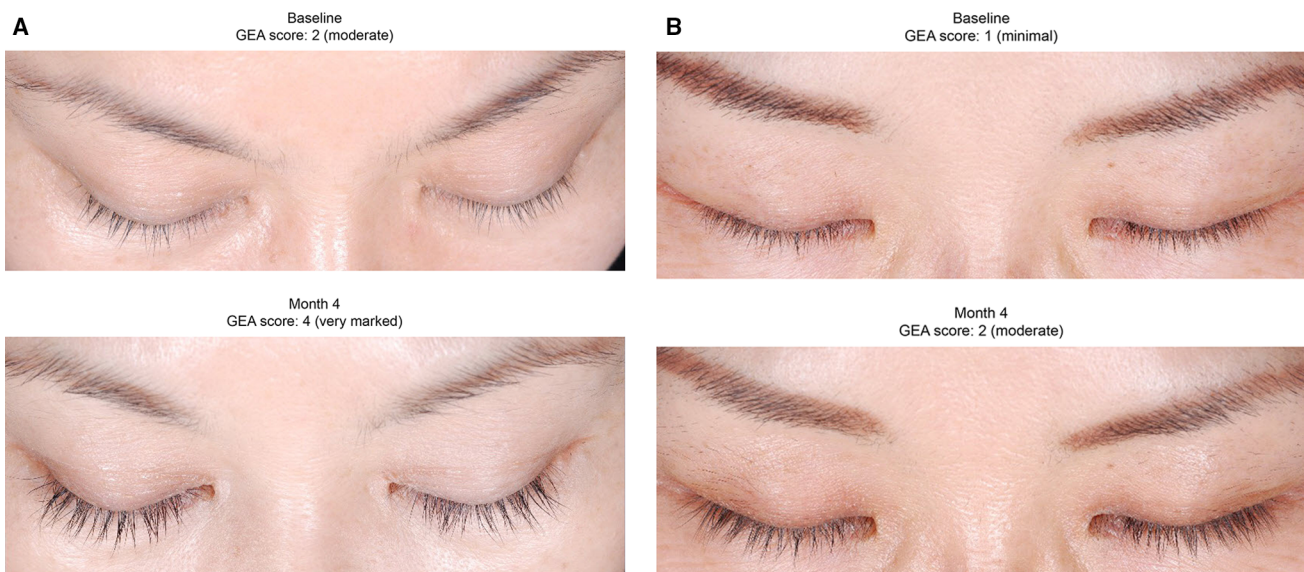 A
Baseline
GEA score: 2 (moderate)
B
Baseline
GEA score: 1 (minimal)
Month 4
GEA score: 4 (very marked)
Month 4
GEA score: 2 (moderate)